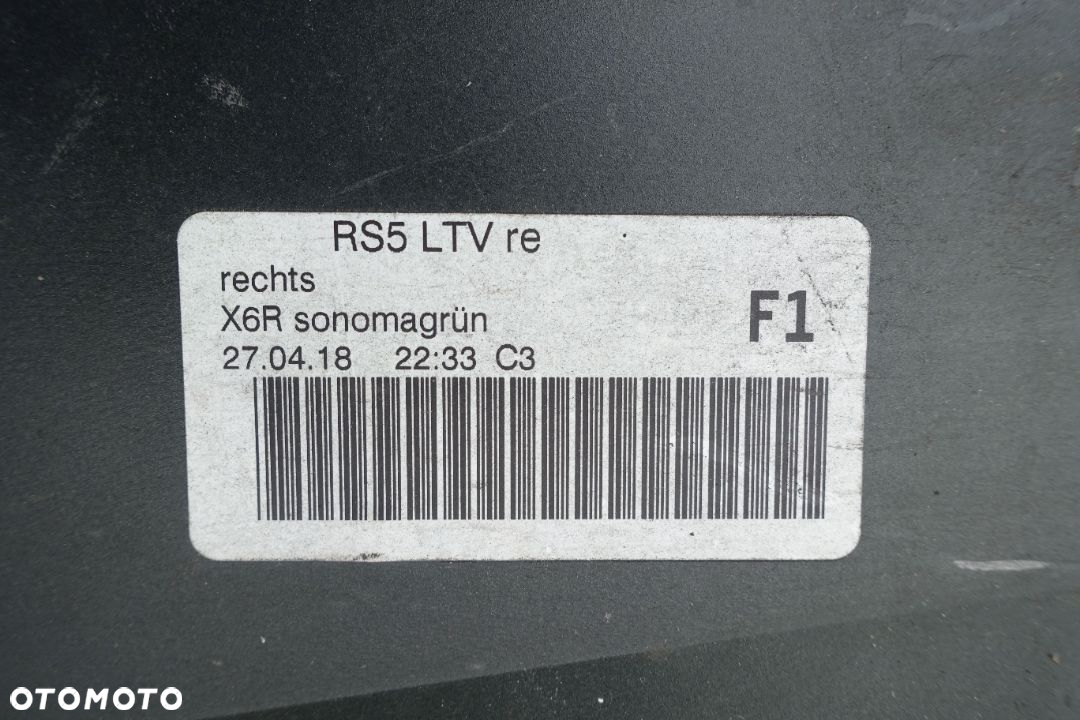 RS5 LTV re
rechts
X6R sonomagrün
F1
27.04.18 22:33 C3
OTOMOTO